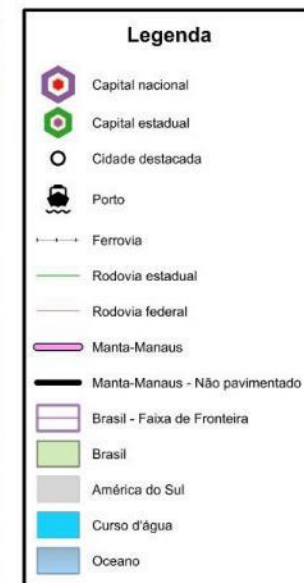 Legenda
Capital nacional
Capital estadual
Cidade destacada
Porto
Ferrovia
Rodovia estadual
Rodovia federal
Manta-Manaus
Manta-Manaus - Não pavimentado
Brasil - Faixa de Fronteira
Brasil
América do Sul
Curso d'água
Oceano